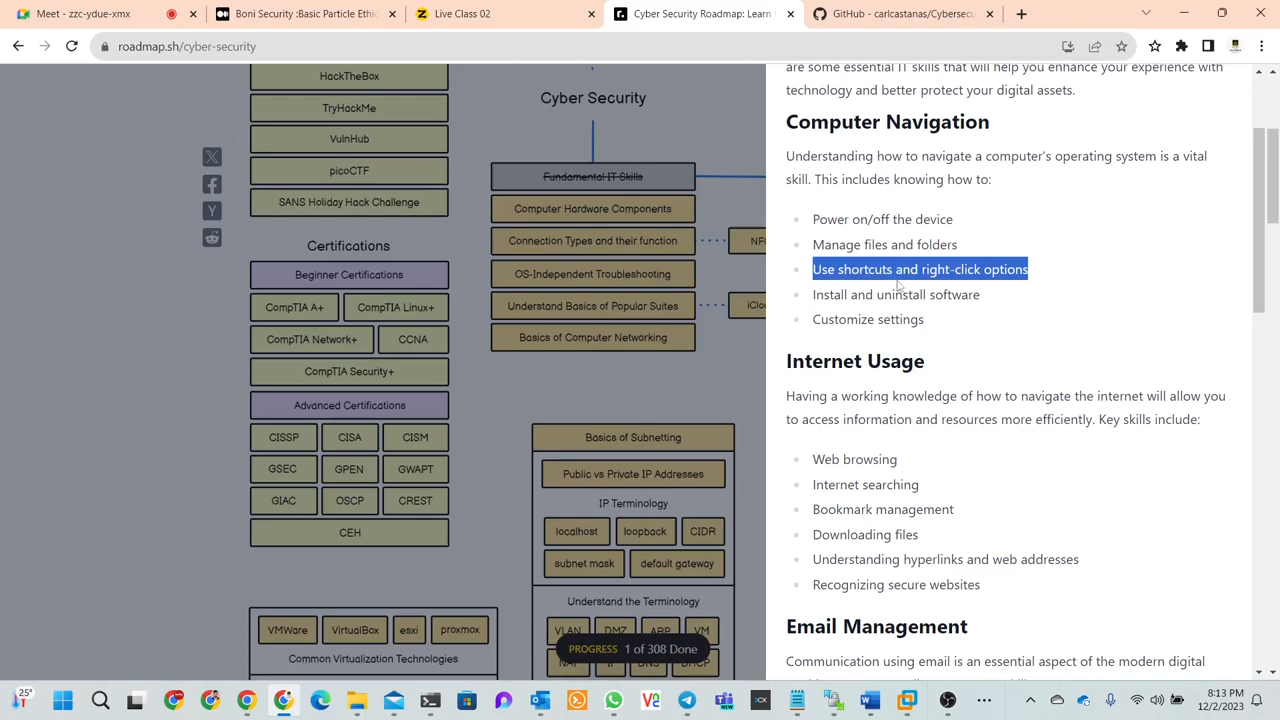 Meet - zzc-ydue-xmx
Boni Security :Basic Particle Ethic
Live Class 02
Cyber Security Roadmap: Learn
GitHub - carlcastanas/Cybersecu
roadmap.sh/cyber-security
HackTheBox
TryHackMe
VulnHub
picoCTF
SANS Holiday Hack Challenge
Certifications
Beginner Certifications
CompTIA A+
CompTIA Linux+
CompTIA Network+
CCNA
CompTIA Security+
Advanced Certifications
CISSP
CISA
CISM
GSEC
GPEN
GWAPT
GIAC
OSCP
CREST
CEH
VMWare
VirtualBox
esxi
proxmox
Common Virtualization Technologies
Cyber Security
Fundamental IT Skills
Computer Hardware Components
Connection Types and their function
NFC
OS-Independent Troubleshooting
Understand Basics of Popular Suites
iClou
Basics of Computer Networking
Basics of Subnetting
Public vs Private IP Addresses
IP Terminology
localhost
loopback
CIDR
subnet mask
default gateway
Understand the Terminology
VLAN
DMZ
ARP
VM
PROGRESS 1 of 308 Done
are some essential IT skills that will help you enhance your experience with
technology and better protect your digital assets.
Computer Navigation
Understanding how to navigate a computer's operating system is a vital
skill. This includes knowing how to:
Power on/off the device
Manage files and folders
Use shortcuts and right-click options
Install and uninstall software
Customize settings
Internet Usage
Having a working knowledge of how to navigate the internet will allow you
to access information and resources more efficiently. Key skills include:
Web browsing
Internet searching
Bookmark management
Downloading files
Understanding hyperlinks and web addresses
Recognizing secure websites
Email Management
Communication using email is an essential aspect of the modern digital
25°
8:13 PM
12/2/2023